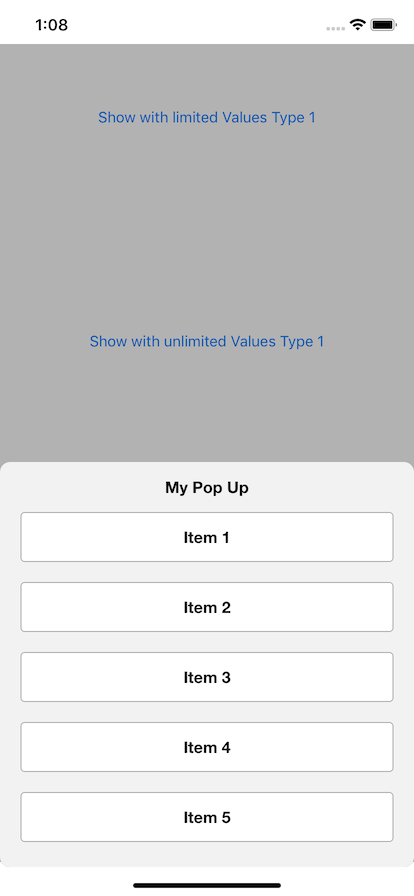 1:08
Show with limited Values Type 1
Show with unlimited Values Type 1
My Pop Up
Item 1
Item 2
Item 3
Item 4
Item 5